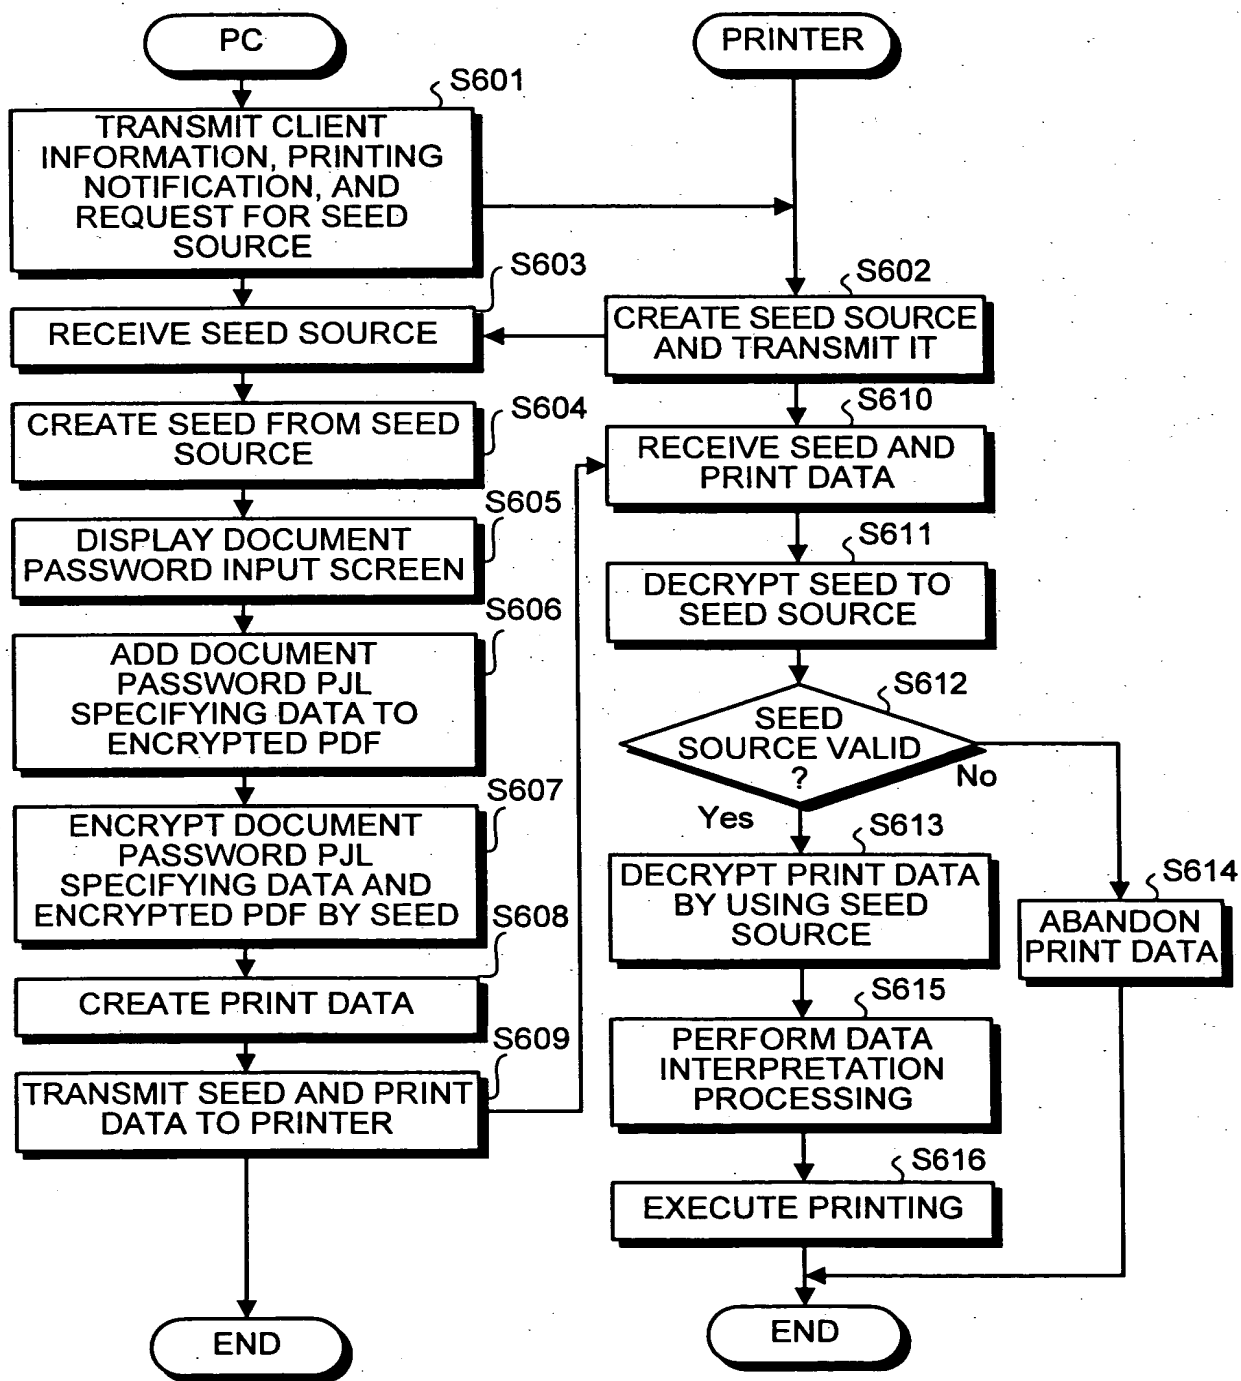 PC
S601
TRANSMIT CLIENT
INFORMATION, PRINTING
NOTIFICATION, AND
REQUEST FOR SEED
SOURCE
S603
RECEIVE SEED SOURCE
S604
CREATE SEED FROM SEED
SOURCE
S605
DISPLAY DOCUMENT
PASSWORD INPUT SCREEN
S606
ADD DOCUMENT
PASSWORD PJL
SPECIFYING DATA TO
ENCRYPTED PDF
S607
ENCRYPT DOCUMENT
PASSWORD PJL
SPECIFYING DATA AND
ENCRYPTED PDF BY SEED
S608
CREATE PRINT DATA
S609
TRANSMIT SEED AND PRINT
DATA TO PRINTER
END
PRINTER
S602
CREATE SEED SOURCE
AND TRANSMIT IT
S610
RECEIVE SEED AND
PRINT DATA
S611
DECRYPT SEED TO
SEED SOURCE
S612
SEED
SOURCE VALID
?
No
Yes
S613
DECRYPT PRINT DATA
BY USING SEED
SOURCE
S614
ABANDON
PRINT DATA
S615
PERFORM DATA
INTERPRETATION
PROCESSING
S616
EXECUTE PRINTING
END